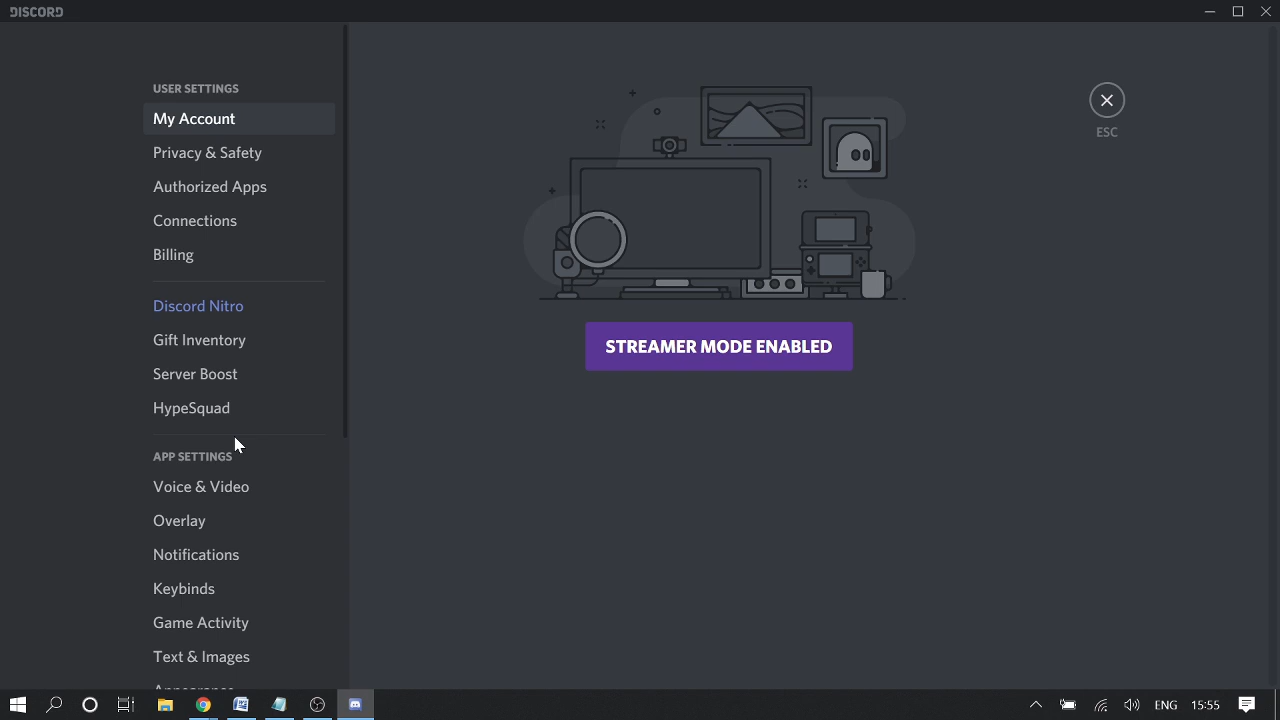 DISCORD
USER SETTINGS
My Account
Privacy & Safety
Authorized Apps
Connections
Billing
Discord Nitro
Gift Inventory
Server Boost
HypeSquad
APP SETTINGS
Voice & Video
Overlay
Notifications
Keybinds
Game Activity
Text & Images
Appearance
ESC
STREAMER MODE ENABLED
ENG
15:55